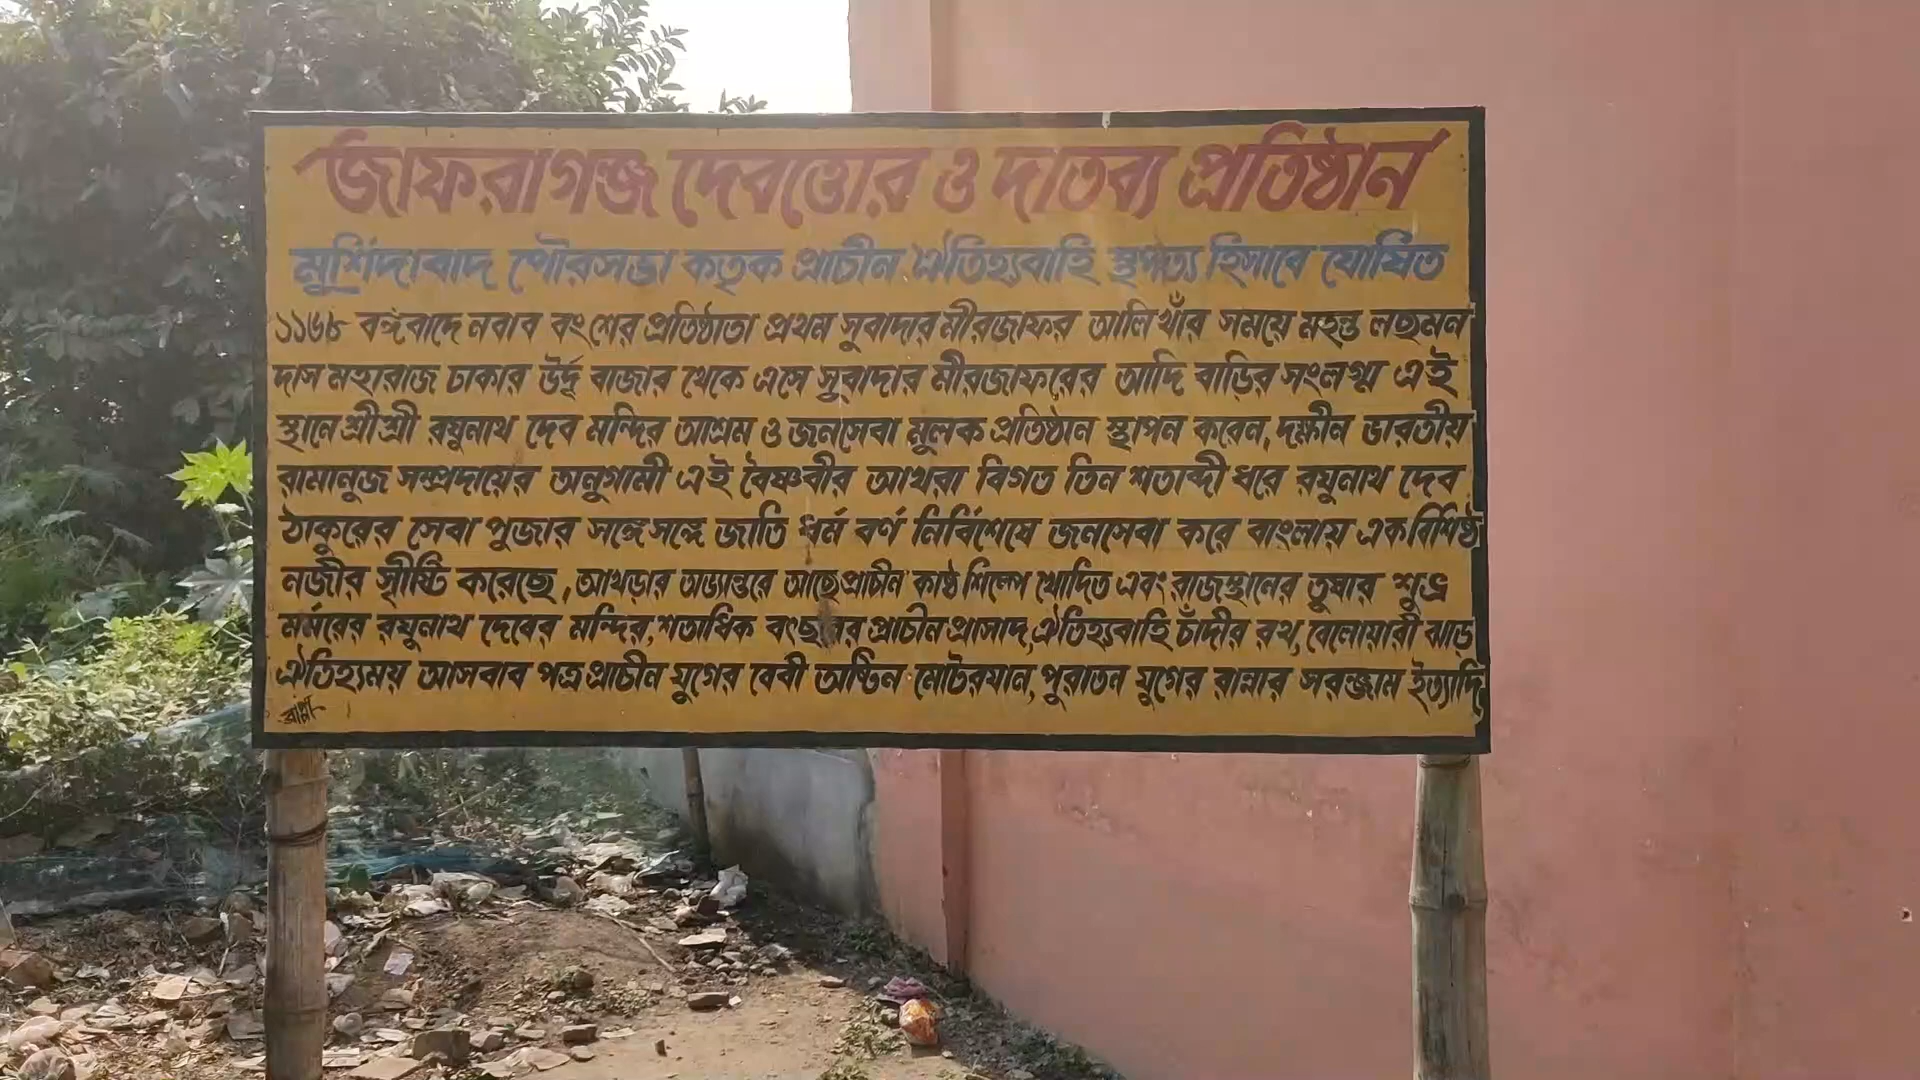 জাফরাগঞ্জ দেবত্তোর ও দাতব্য প্রতিষ্ঠান
মুর্শিদাবাদ পৌরসভা কতৃক প্রাচীন ঐতিহ্যবাহি স্থপত্য হিসাবে ঘোষিত
১১৬৮ বঙ্গবাদে নবাব বংশের প্রতিষ্ঠাতা প্রথম সুবাদার মীরজাফর আলি খাঁর সময়ে মহন্ত লছমন
দাস মহারাজ ঢাকার উর্দূ বাজার থেকে এসে সুবাদার মীরজাফরের আদি বাড়ির সংলগ্ম এই
স্থানে শ্রীশ্রী রঘুনাথ দেব মন্দির আশ্রম ও জনসেবা মূলক প্রতিষ্ঠান স্থাপন করেন, দক্ষীন ভারতীয়
রামানুজ সম্প্রদায়ের অনুগামী এই বৈষ্ণবীর আখরা বিগত তিন শতাব্দী ধরে রঘুনাথ দেব
ঠাকুরের সেবা পুজার সঙ্গে সঙ্গে জাতি ধর্ম বর্ণ নির্বিশেষে জনসেবা করে বাংলায় এক বিশিষ্ঠ
নজীর সৃীষ্টি করেছে, আখড়ার অভ্যান্তরে আছে প্রাচীন কাষ্ঠ শিল্পে খোদিত এবং রাজস্থানের তুষার শুভ্র
মর্মরের রঘুনাথ দেবের মন্দির, শতাধিক বৎছরের প্রাচীন প্রাসাদ, ঐতিহ্যবাহি চাঁদীর রথ, বেলোয়ারী ঝাড়
ঐতিহ্যময় আসবাব পত্র প্রাচীন যুগের বেবী অষ্টিন মোটরযান, পুরাতন যুগের রান্নার সরঞ্জাম ইত্যাদি